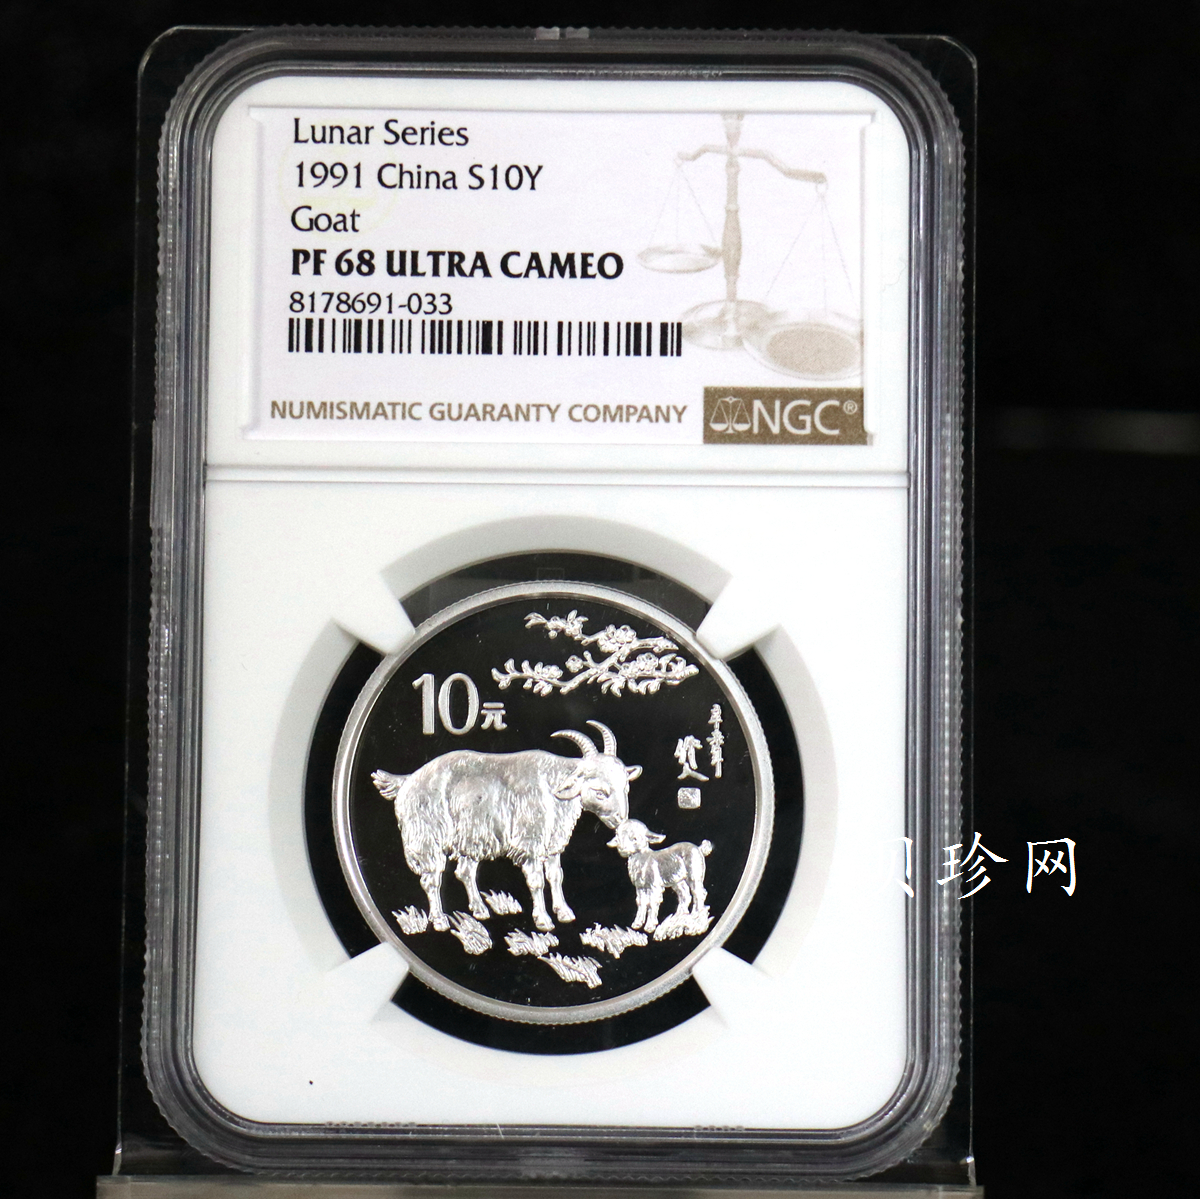 Lunar Series
1991 China S10Y
Goat
PF 68 ULTRA CAMEO
8178691-033
NUMISMATIC GUARANTY COMPANY
NGC®
10元
珍网